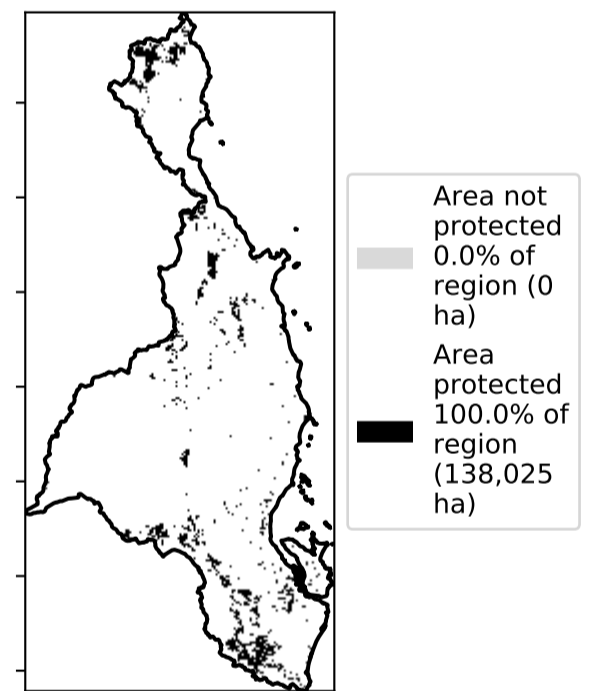 Area not
protected
0.0% of
region (0
ha)
Area
protected
100.0% of
region
(138,025
ha)